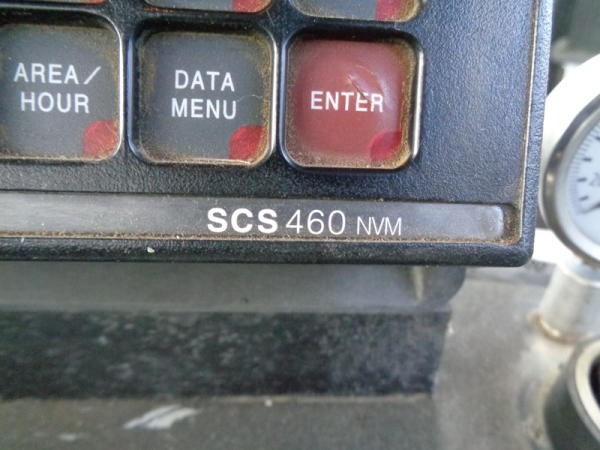 AREA/
HOUR
DATA
MENU
ENTER
SCS 460 NVM